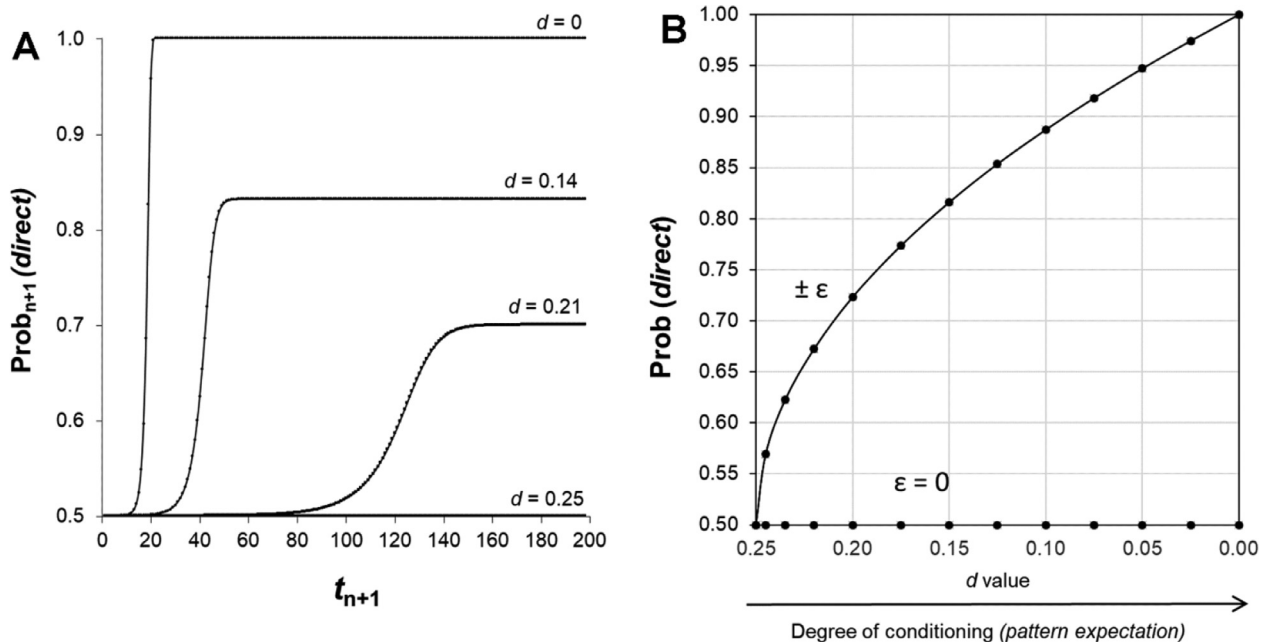 A
Prob_n+1 (direct)
1.0
0.9
0.8
0.7
0.6
0.5
d = 0
d = 0.14
d = 0.21
d = 0.25
0 20 40 60 80 100 120 140 160 180 200
t_n+1
B
Prob (direct)
1.00
0.95
0.90
0.85
0.80
0.75
0.70
0.65
0.60
0.55
0.50
± ε
ε = 0
0.25 0.20 0.15 0.10 0.05 0.00
d value
Degree of conditioning (pattern expectation)